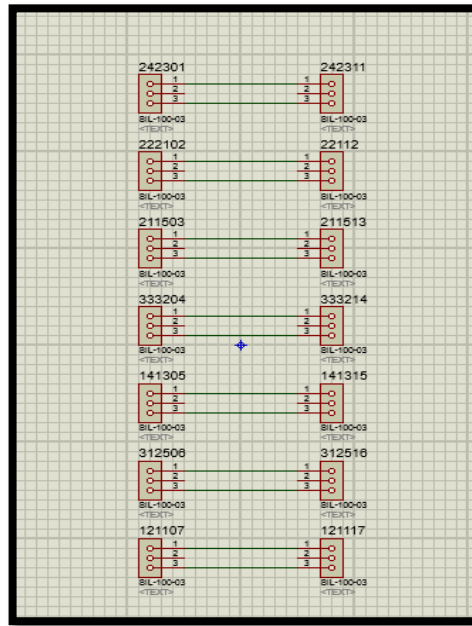 242301 242311
1 1
2 2
3 3
BIL-100-03 BIL-100-03
<TEXT> <TEXT>
222102 22112
1 1
2 2
3 3
BIL-100-03 BIL-100-03
<TEXT> <TEXT>
211503 211513
1 1
2 2
3 3
BIL-100-03 BIL-100-03
<TEXT> <TEXT>
333204 333214
1 1
2 2
3 3
BIL-100-03 BIL-100-03
<TEXT> <TEXT>
141305 141315
1 1
2 2
3 3
BIL-100-03 BIL-100-03
<TEXT> <TEXT>
312506 312516
1 1
2 2
3 3
BIL-100-03 BIL-100-03
<TEXT> <TEXT>
121107 121117
1 1
2 2
3 3
BIL-100-03 BIL-100-03
<TEXT> <TEXT>